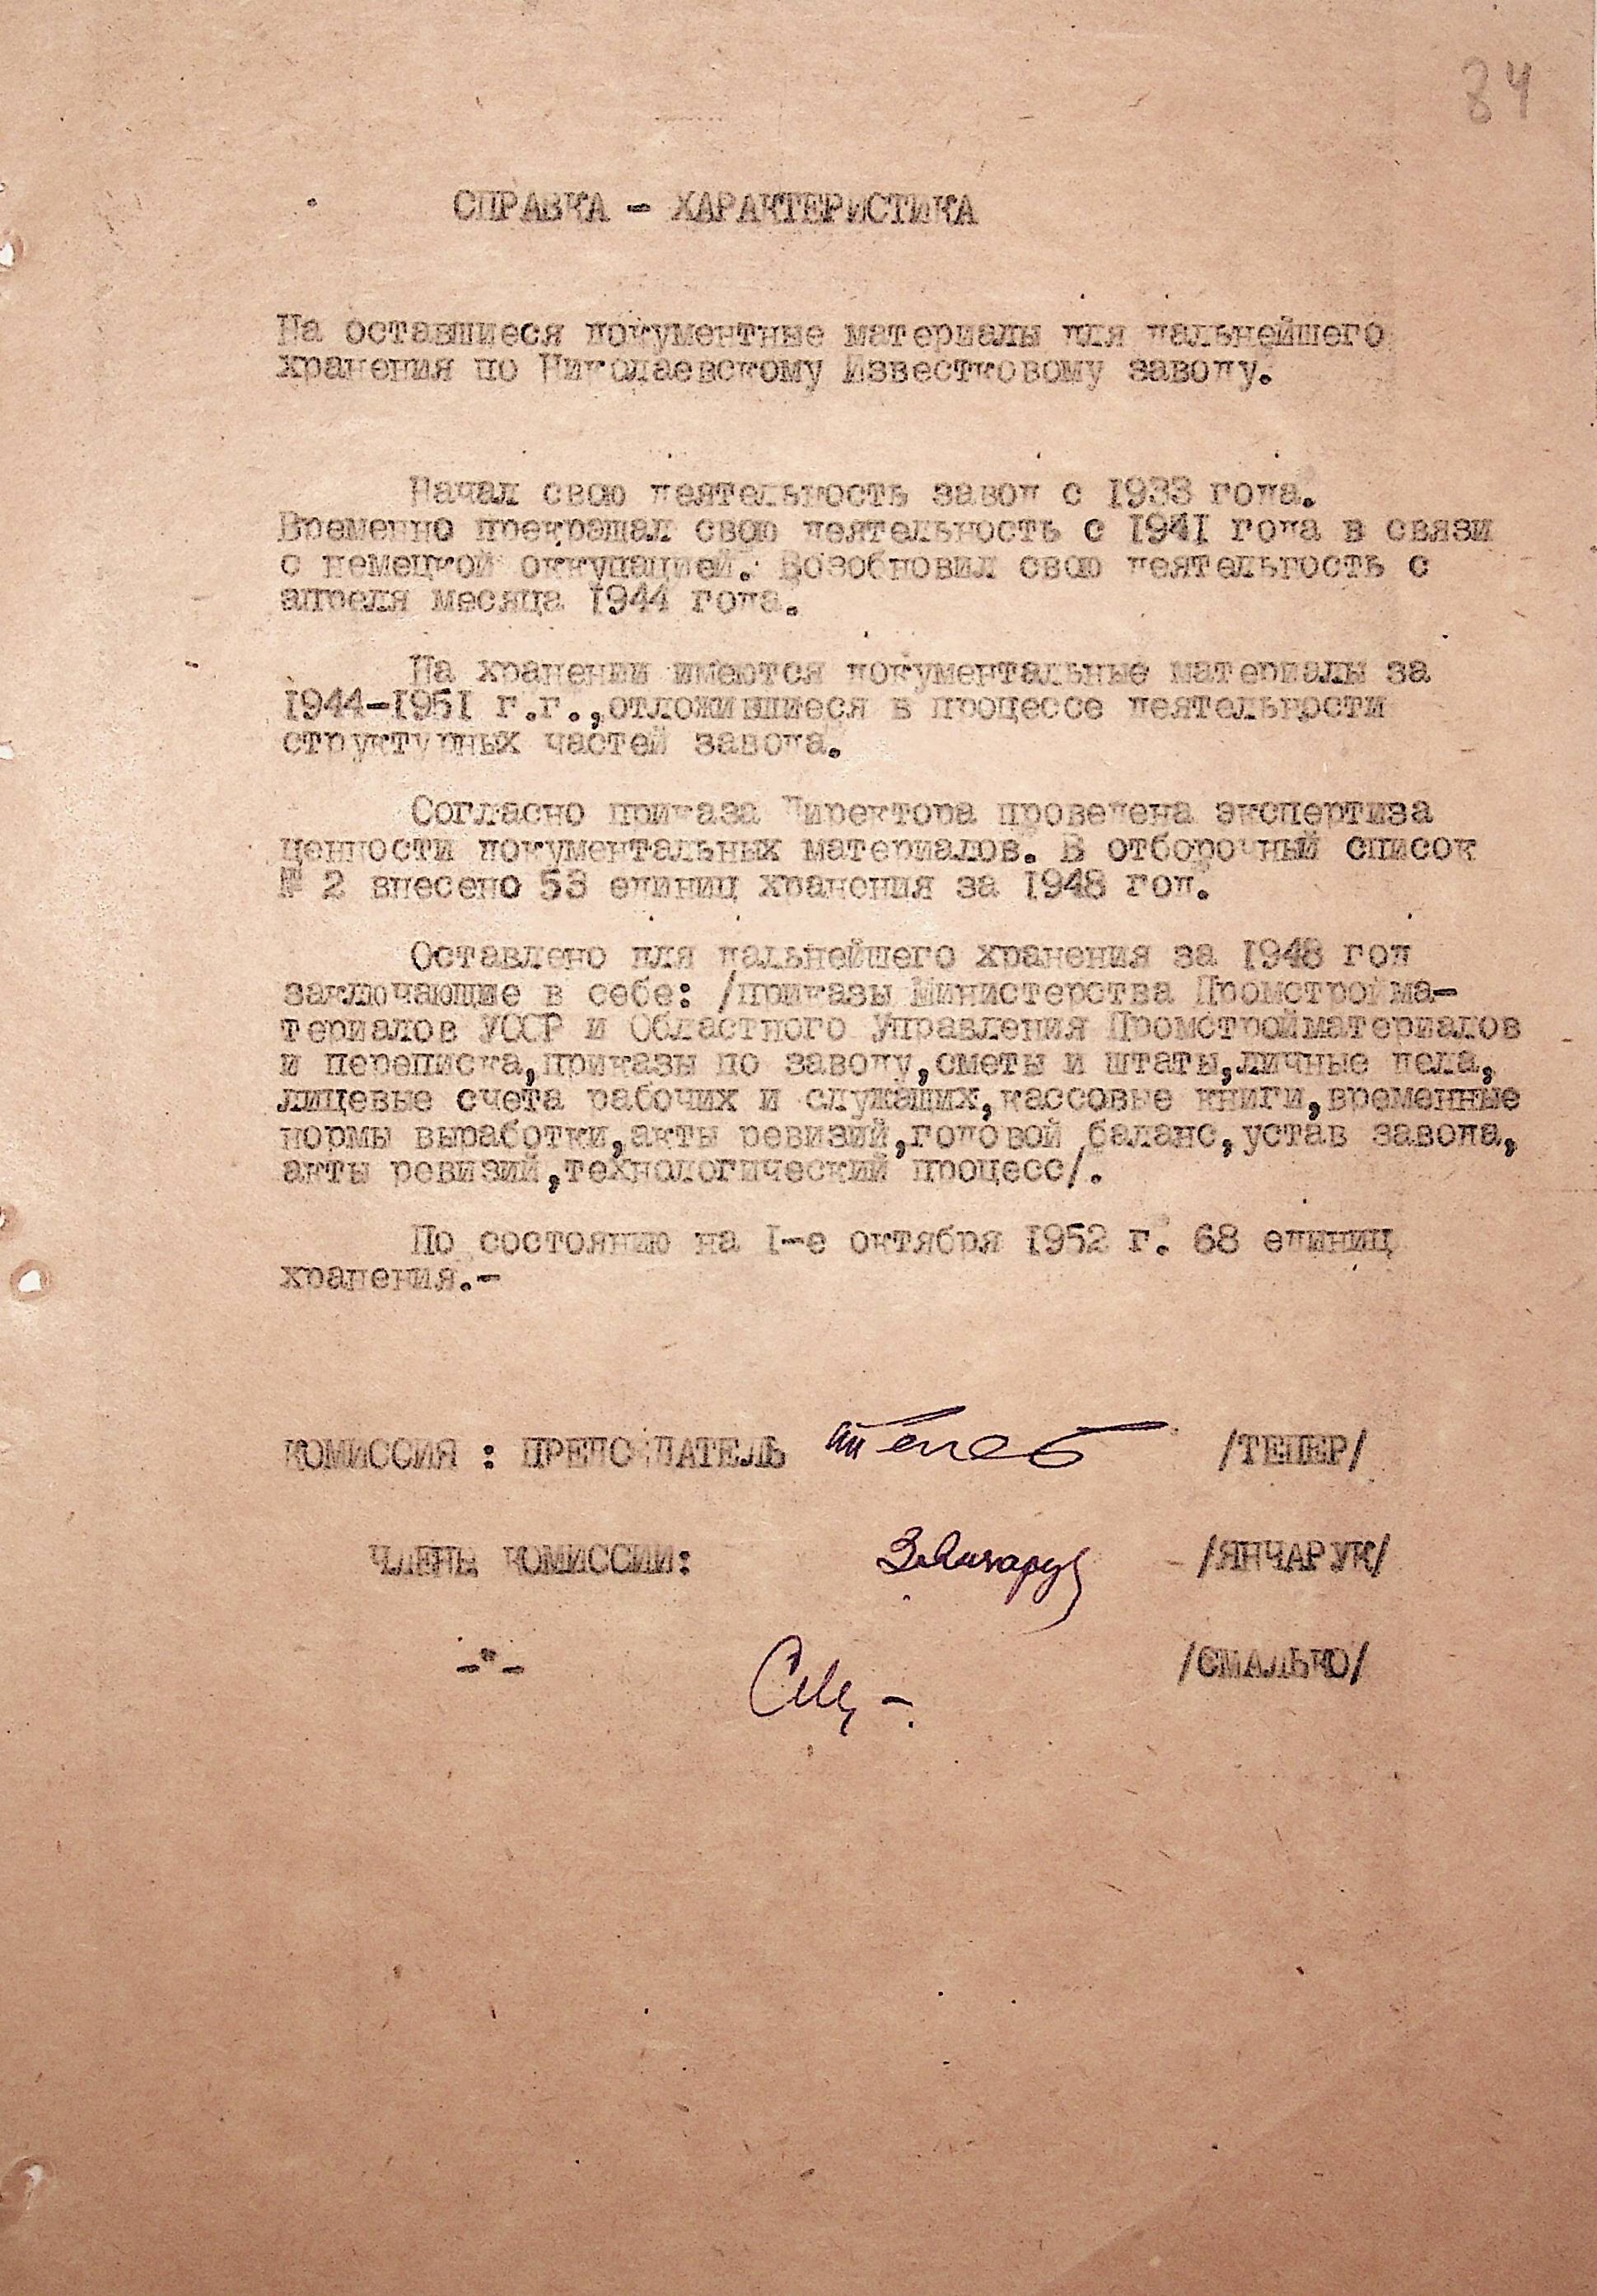 84
СПРАВКА - ХАРАКТЕРИСТИКА
На оставшиеся документные материалы для дальнейшего
хранения по Николаевскому Известковому заводу.
Начал свою деятельность завод с 1933 года.
Временно прекращал свою деятельность с 1941 года в связи
с немецкой оккупацией. Возобновил свою деятельность с
апреля месяца 1944 года.
На хранении имеются документальные материалы за
1944-1951 г.г.,отложившиеся в процессе деятельности
структурных частей завода.
Согласно приказа Директора проведена экспертиза
ценности документальных материалов. В отборочный список
№ 2 внесено 53 единиц хранения за 1948 год.
Оставлено для дальнейшего хранения за 1948 год
заключающие в себе: /приказы Министерства Промстройма-
териалов УССР и Областного Управления Промстройматериалов
и переписка,приказы по заводу,сметы и штаты,личные дела,
лицевые счета рабочих и служащих,кассовые книги,временные
нормы выработки,акты ревизий,годовой баланс,устав завода,
акты ревизий,технологический процесс/.
По состоянию на 1-е октября 1952 г. 68 единиц
хранения.-
КОМИССИЯ : ПРЕДСЕДАТЕЛЬ /ТЕПЕР/
ЧЛЕНЫ КОМИССИИ: /ЯНЧАРУК/
-"- /СМАЛЬКО/